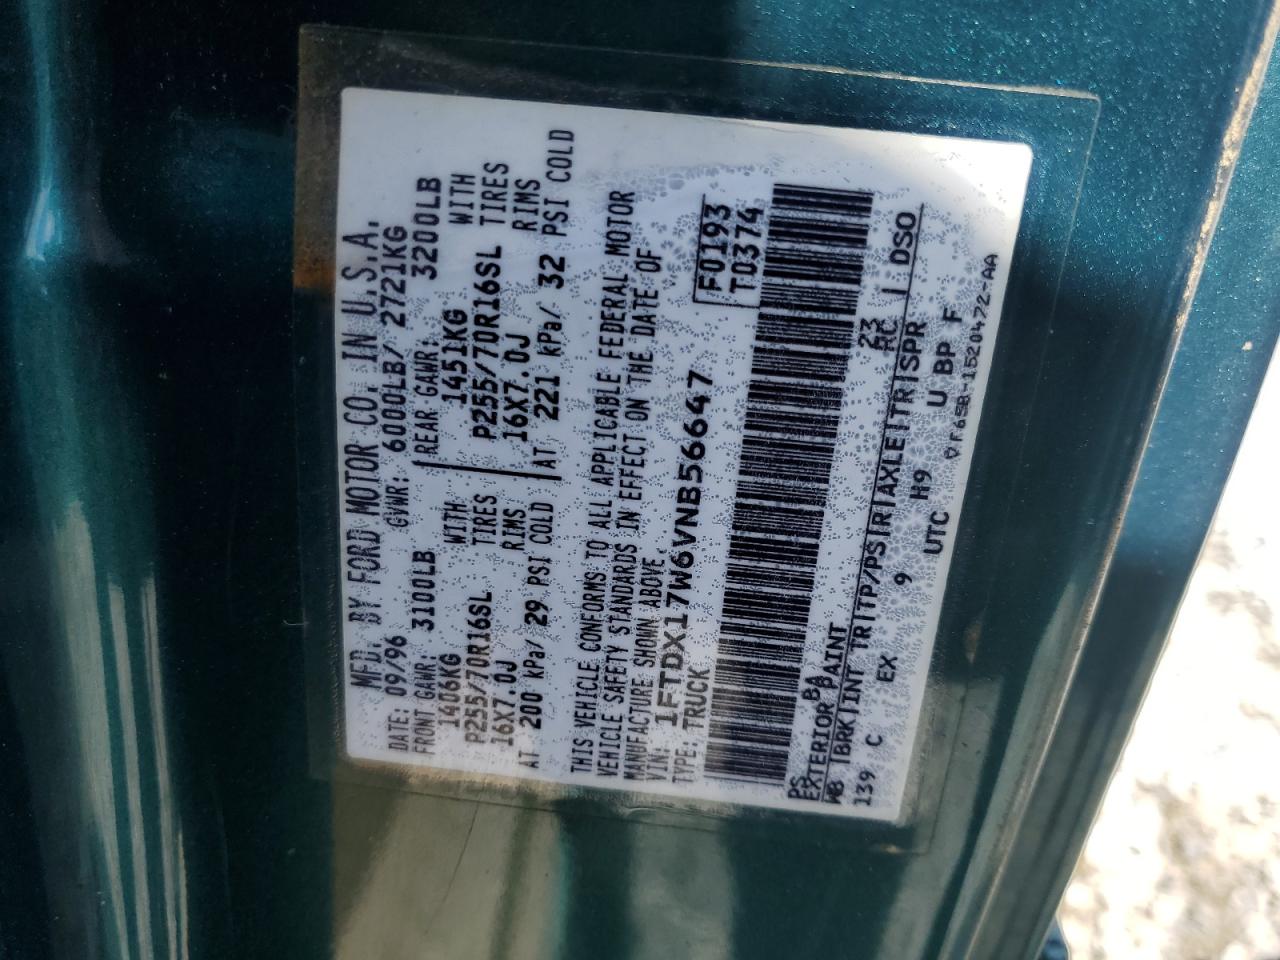 MFD. BY FORD MOTOR CO. IN U.S.A.
DATE: 09/96 GVWR: 6000LB/ 2721KG
FRONT GAWR: 3100LB REAR GAWR: 3200LB
1406KG WITH 1451KG WITH
P255/70R16SL TIRES P255/70R16SL TIRES
16X7.0J RIMS 16X7.0J RIMS
AT 200 kPa/ 29 PSI COLD AT 221 kPa/ 32 PSI COLD
THIS VEHICLE CONFORMS TO ALL APPLICABLE FEDERAL MOTOR
VEHICLE SAFETY STANDARDS IN EFFECT ON THE DATE OF
MANUFACTURE SHOWN ABOVE.
VIN: 1FTDX17W6VNB56647 F0193
TYPE: TRUCK T0374
EXTERIOR PAINT 23
WB BRK INT TR TP/PS R AXLE TR SPR DSO
139 C EX 9 H9 U BP F
UTC